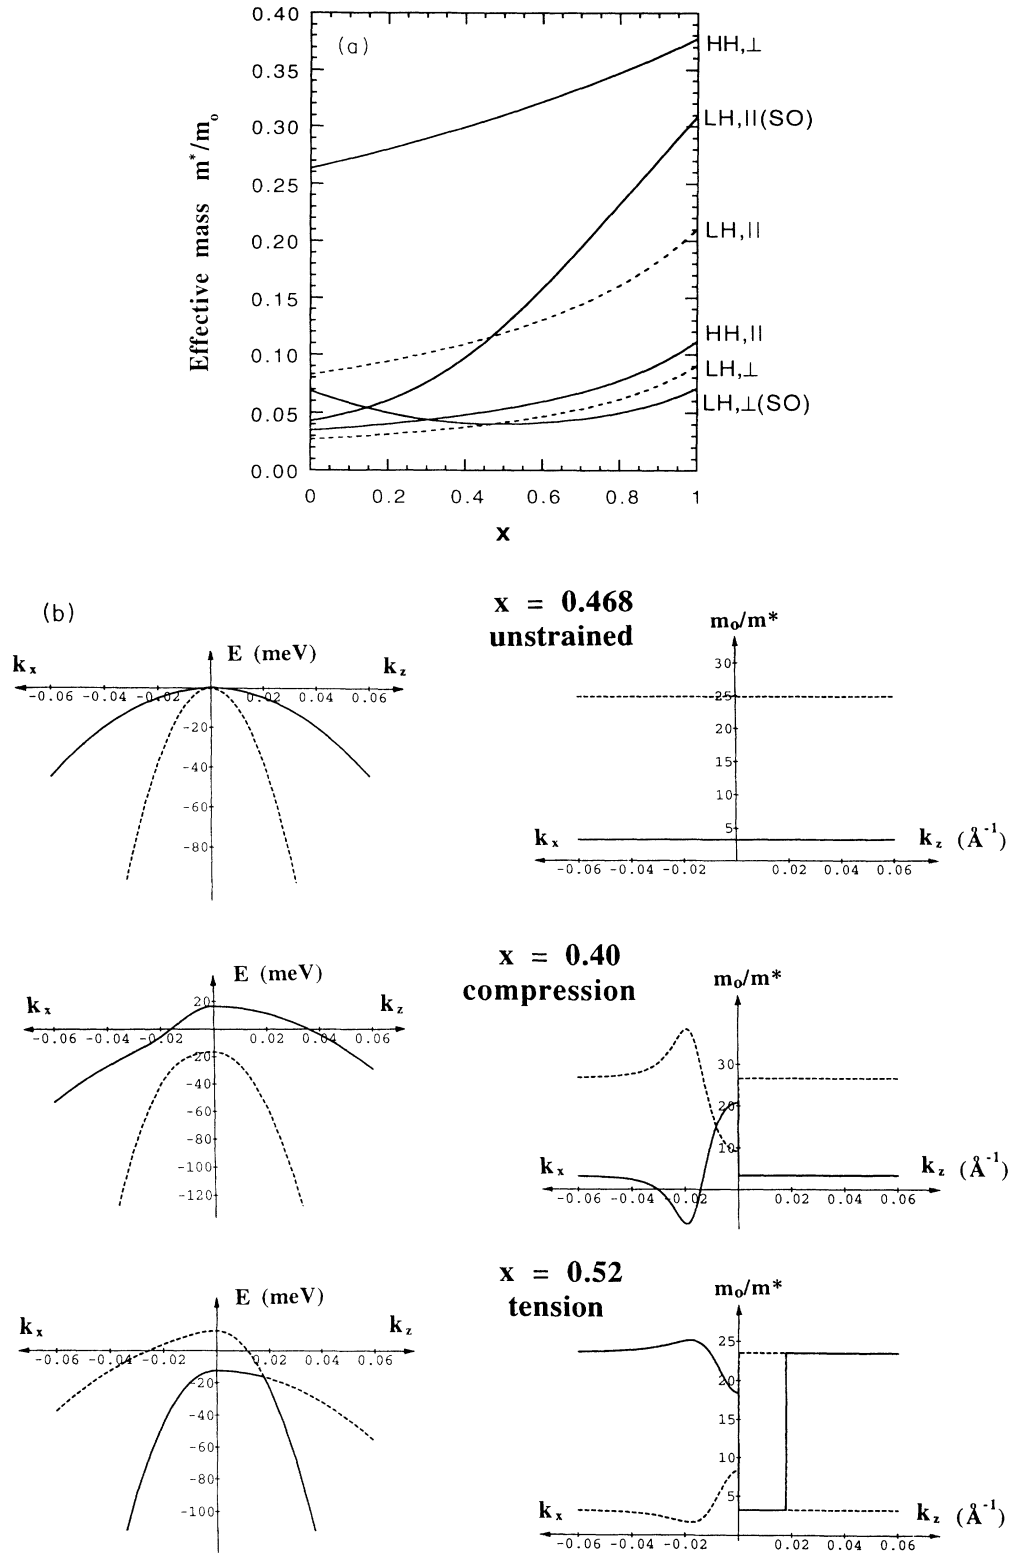 (a)
0.40
0.35
0.30
0.25
0.20
0.15
0.10
0.05
0.00
Effective mass m*/mo
0 0.2 0.4 0.6 0.8 1
x
HH,⊥
LH,||(SO)
LH,||
HH,||
LH,⊥
LH,⊥(SO)
(b)
x = 0.468
unstrained
E (meV)
kx kz
-0.06 -0.04 -0.02 0.02 0.04 0.06
-20
-40
-60
-80
mo/m*
30
25
20
15
10
5
kx kz (Å-1)
-0.06 -0.04 -0.02 0.02 0.04 0.06
x = 0.40
compression
E (meV)
kx kz
20
-0.06 -0.04 -0.02 0.02 0.04 0.06
-20
-40
-60
-80
-100
-120
mo/m*
30
20
10
kx kz (Å-1)
-0.06 -0.04 -0.02 0.02 0.04 0.06
x = 0.52
tension
E (meV)
kx kz
-0.06 -0.04 -0.02 0.02 0.04 0.06
-20
-40
-60
-80
-100
mo/m*
25
20
15
10
5
kx kz (Å-1)
-0.06 -0.04 -0.02 0.02 0.04 0.06